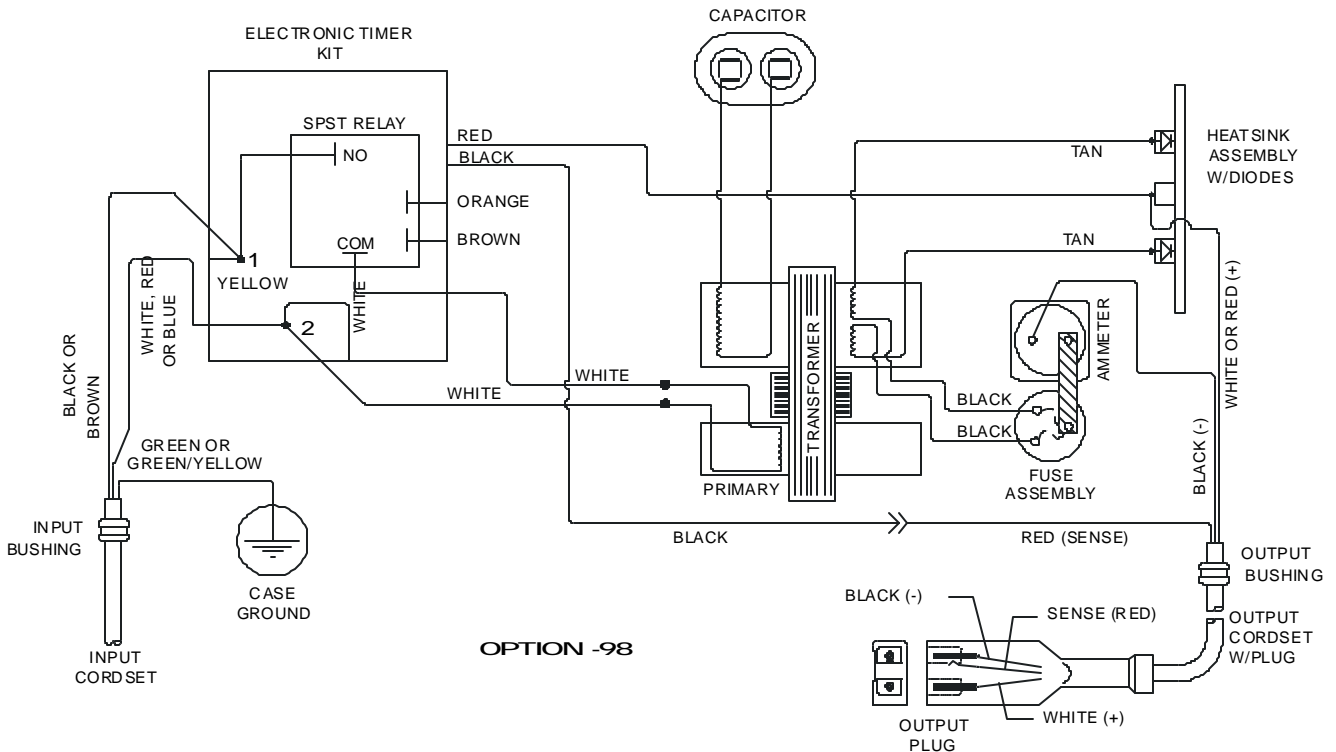 CAPACITOR
ELECTRONIC TIMER
KIT
SPST RELAY
NO
RED
BLACK
ORANGE
BROWN
COM
1
YELLOW
WHITE
2
WHITE, RED
OR BLUE
BLACK OR
BROWN
TAN
HEATSINK
ASSEMBLY
W/DIODES
TAN
WHITE OR RED (+)
AMMETER
TRANSFORMER
WHITE
WHITE
BLACK
BLACK
FUSE
ASSEMBLY
PRIMARY
BLACK (-)
GREEN OR
GREEN/YELLOW
INPUT
BUSHING
CASE
GROUND
INPUT
CORDSET
BLACK
RED (SENSE)
OUTPUT
BUSHING
BLACK (-)
SENSE (RED)
OUTPUT
CORDSET
W/PLUG
OPTION -98
WHITE (+)
OUTPUT
PLUG